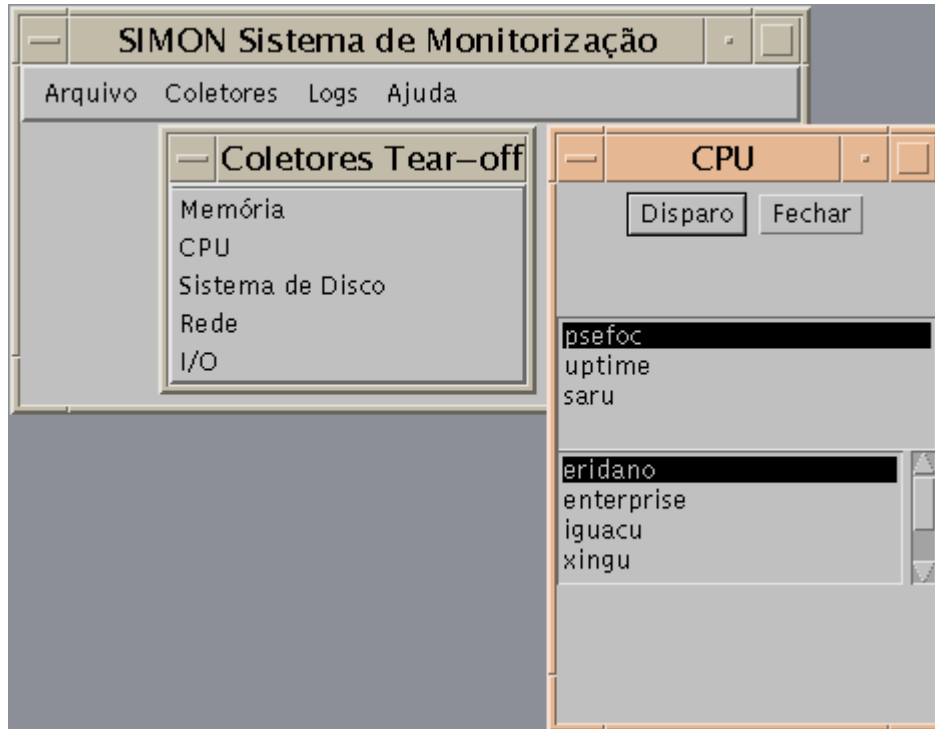 SIMON Sistema de Monitorização
Arquivo Coletores Logs Ajuda
Coletores Tear-off
Memória
CPU
Sistema de Disco
Rede
I/O
CPU
Disparo Fechar
psefoc
uptime
saru
eridano
enterprise
iguacu
xingu